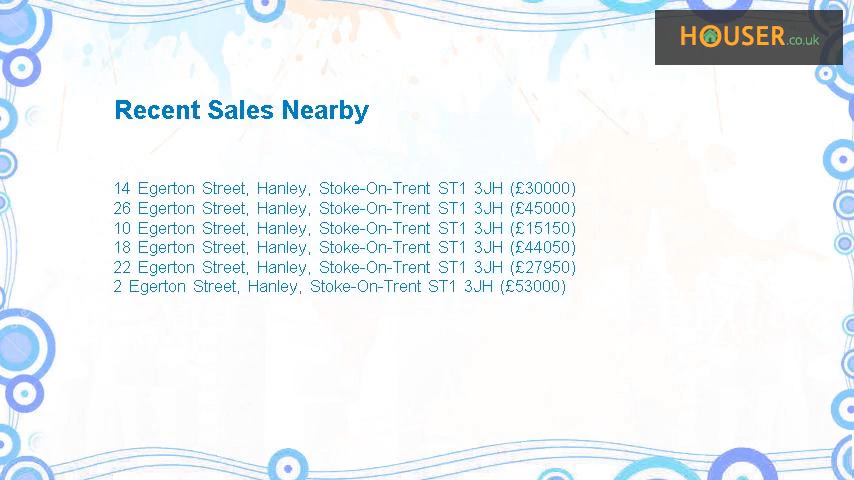 HOUSER.co.uk
Recent Sales Nearby
14 Egerton Street, Hanley, Stoke-On-Trent ST1 3JH (£30000)
26 Egerton Street, Hanley, Stoke-On-Trent ST1 3JH (£45000)
10 Egerton Street, Hanley, Stoke-On-Trent ST1 3JH (£15150)
18 Egerton Street, Hanley, Stoke-On-Trent ST1 3JH (£44050)
22 Egerton Street, Hanley, Stoke-On-Trent ST1 3JH (£27950)
2 Egerton Street, Hanley, Stoke-On-Trent ST1 3JH (£53000)